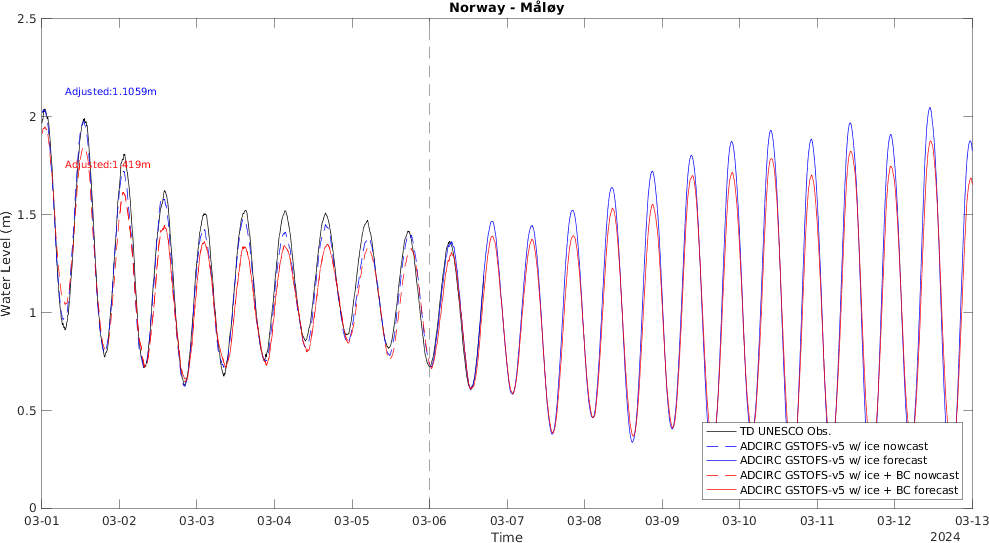 Norway - Måløy
2.5
2
1.5
1
0.5
0
Water Level (m)
Adjusted:1.1059m
Adjusted:1.419m
TD UNESCO Obs.
ADCIRC GSTOFS-v5 w/ ice nowcast
ADCIRC GSTOFS-v5 w/ ice forecast
ADCIRC GSTOFS-v5 w/ ice + BC nowcast
ADCIRC GSTOFS-v5 w/ ice + BC forecast
03-01 03-02 03-03 03-04 03-05 03-06 03-07 03-08 03-09 03-10 03-11 03-12 03-13
Time
2024